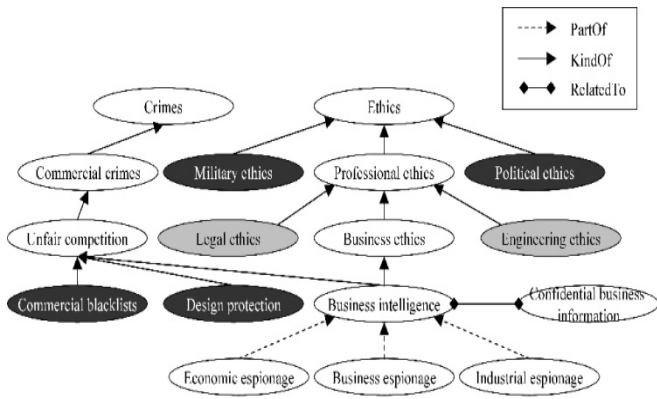 PartOf
KindOf
RelatedTo
Crimes
Ethics
Commercial crimes
Military ethics
Professional ethics
Political ethics
Unfair competition
Legal ethics
Business ethics
Engineering ethics
Commercial blacklists
Design protection
Business intelligence
Confidential business
information
Economic espionage
Business espionage
Industrial espionage